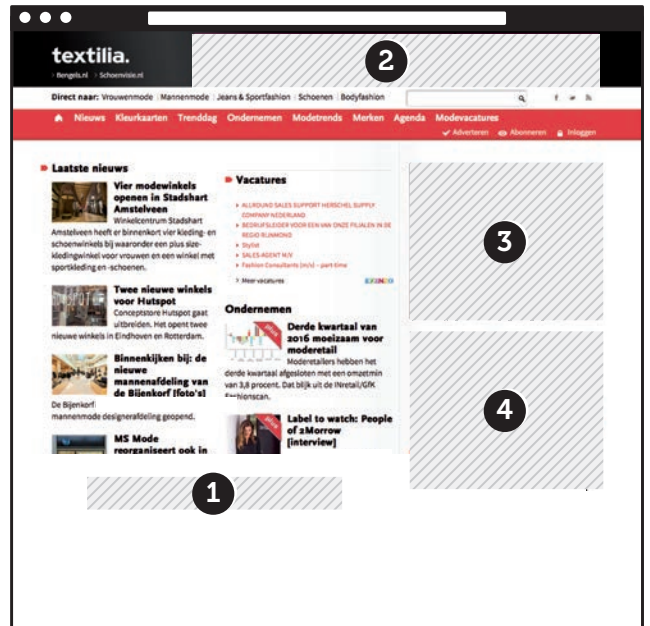 textilia.
› Bengels.nl › Schoenvisie.nl
2
Direct naar: Vrouwenmode Mannenmode Jeans & Sportfashion Schoenen Bodyfashion
Nieuws Kleurkaarten Trenddag Ondernemen Modetrends Merken Agenda Modevacatures
Adverteren Abonneren Inloggen
Laatste nieuws
Vier modewinkels
openen in Stadshart
Amstelveen
Winkelcentrum Stadshart
Amstelveen heeft er binnenkort vier kleding- en
schoenwinkels bij waaronder een plus size-
kledingwinkel voor vrouwen en een winkel met
sportkleding en -schoenen.
Twee nieuwe winkels
voor Hutspot
Conceptstore Hutspot gaat
uitbreiden. Het opent twee
nieuwe winkels in Eindhoven en Rotterdam.
Binnenkijken bij: de
nieuwe
mannenafdeling van
de Bijenkorf [foto's]
De Bijenkorf
mannenmode designerafdeling geopend.
MS Mode
reorganiseert ook in
Vacatures
ALLROUND SALES SUPPORT HERSCHEL SUPPLY
COMPANY NEDERLAND
BEDRIJFSLEIDER VOOR EEN VAN ONZE FILIALEN IN DE
REGIO RIJNMOND
Stylist
SALES-AGENT M/V
Fashion Consultants (m/v) – part-time
› Meer vacatures
Ondernemen
plus
Derde kwartaal van
2016 moeizaam voor
moderetail
Moderetailers hebben het
derde kwartaal afgesloten met een omzetmin
van 3,8 procent. Dat blijk uit de INretail/GfK
Fashionscan.
plus
Label to watch: People
of 2Morrow
[interview]
3
4
1